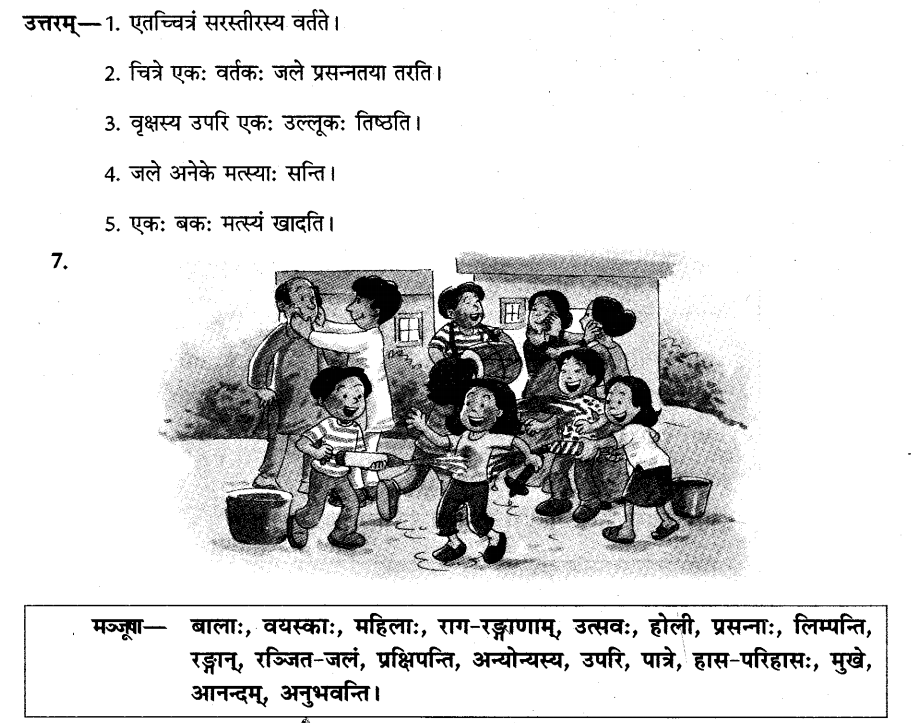 उत्तरम्—1. एतच्चित्रं सरस्तीरस्य वर्तते।
2. चित्रे एकः वर्तकः जले प्रसन्नतया तरति।
3. वृक्षस्य उपरि एकः उल्लूकः तिष्ठति।
4. जले अनेके मत्स्याः सन्ति।
5. एकः बकः मत्स्यं खादति।
7.
मञ्जूषा— बालाः, वयस्काः, महिलाः, राग-रङ्गाणाम्, उत्सवः, होली, प्रसन्नाः, लिम्पन्ति,
रङ्गान्, रञ्जित-जलं, प्रक्षिपन्ति, अन्योन्यस्य, उपरि, पात्रे, हास-परिहासः, मुखे,
आनन्दम्, अनुभवन्ति।